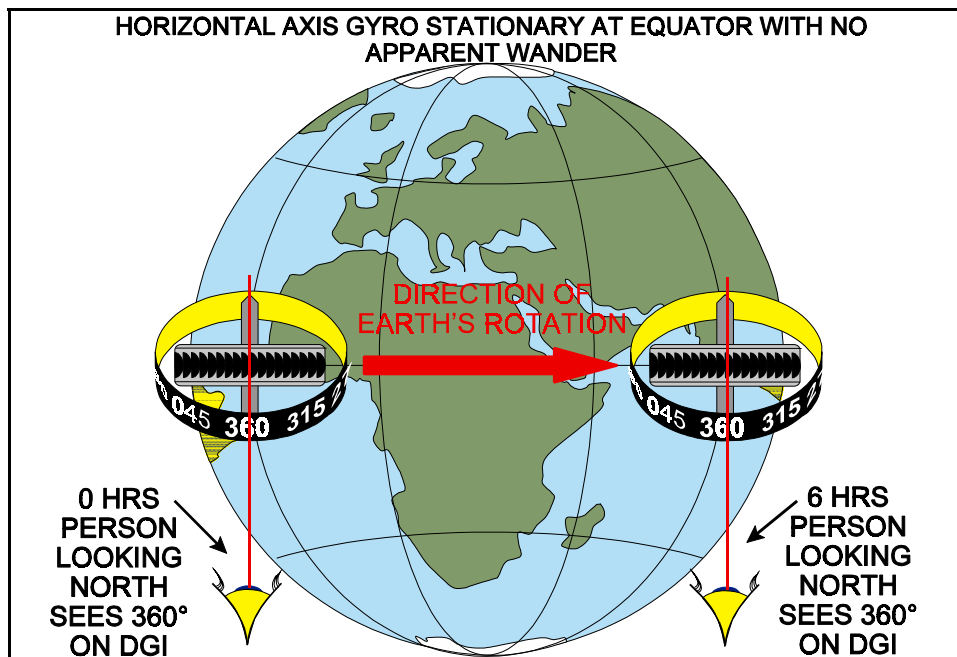 HORIZONTAL AXIS GYRO STATIONARY AT EQUATOR WITH NO
APPARENT WANDER
DIRECTION OF
EARTH'S ROTATION
045 360 315
045 360 315
0 HRS
PERSON
LOOKING
NORTH
SEES 360°
ON DGI
6 HRS
PERSON
LOOKING
NORTH
SEES 360°
ON DGI